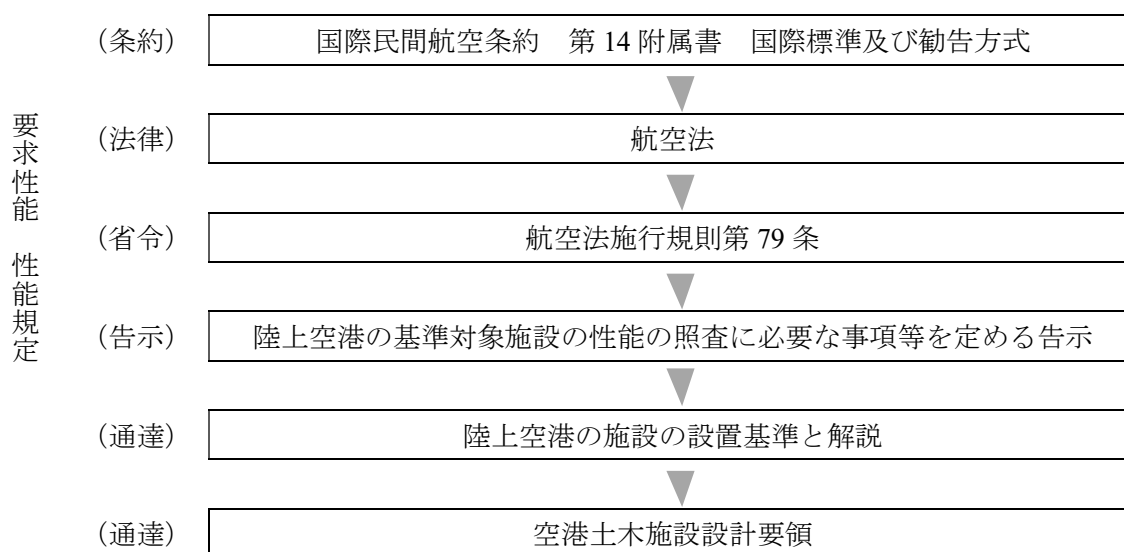 要求性能 性能規定
（条約）
国際民間航空条約　第 14 附属書　国際標準及び勧告方式
（法律）
航空法
（省令）
航空法施行規則第 79 条
（告示）
陸上空港の基準対象施設の性能の照査に必要な事項等を定める告示
（通達）
陸上空港の施設の設置基準と解説
（通達）
空港土木施設設計要領